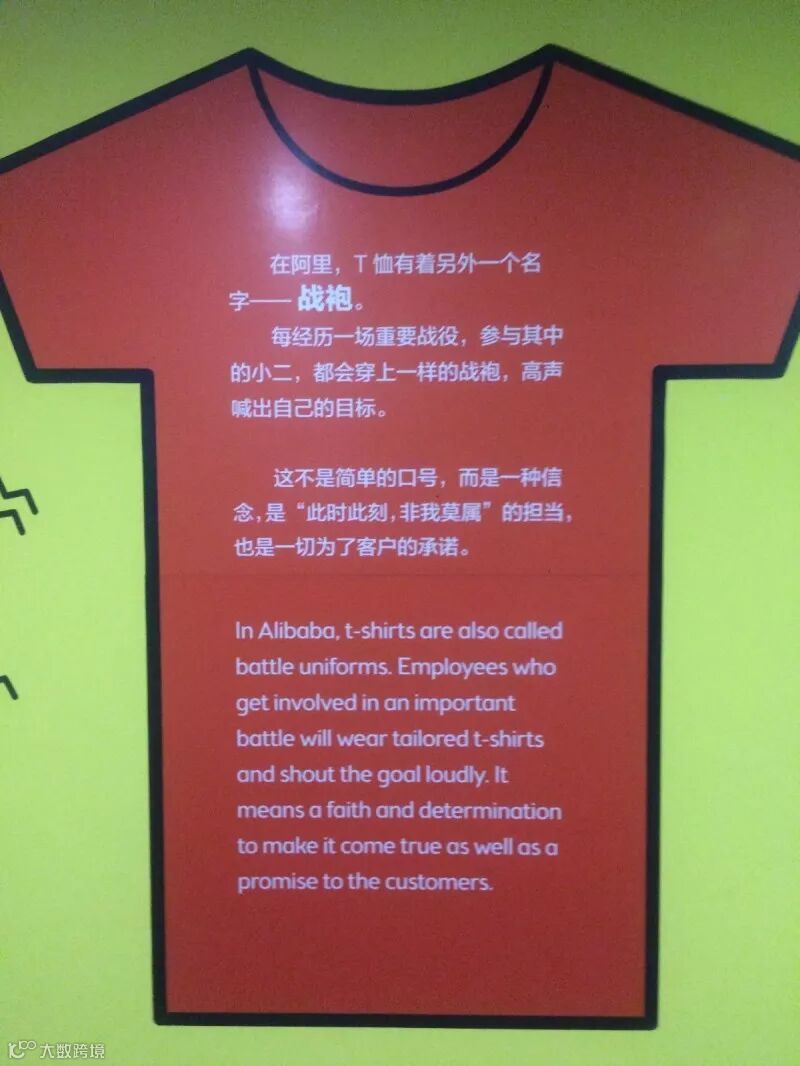 在阿里，T 恤有着另外一个名
字—— 战袍。
每经历一场重要战役，参与其中
的小二，都会穿上一样的战袍，高声
喊出自己的目标。
这不是简单的口号，而是一种信
念，是“此时此刻，非我莫属”的担当，
也是一切为了客户的承诺。
In Alibaba, t-shirts are also called
battle uniforms. Employees who
get involved in an important
battle will wear tailored t-shirts
and shout the goal loudly. It
means a faith and determination
to make it come true as well as a
promise to the customers.
大数跨境